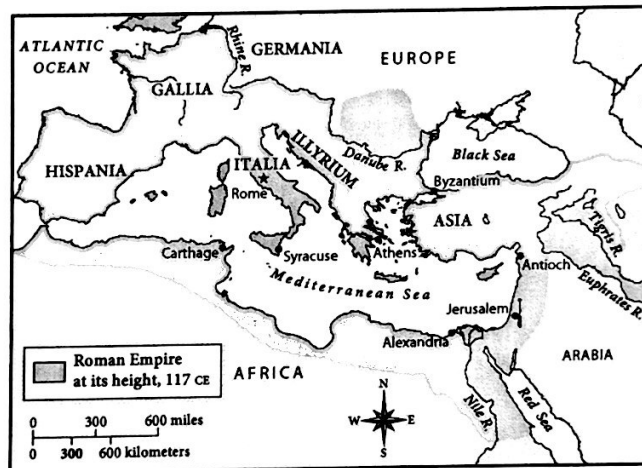 ATLANTIC
OCEAN
Rhine R.
GERMANIA
EUROPE
GALLIA
HISPANIA
ITALIA
Rome
ILLYRIUM
Danube R.
Black Sea
Byzantium
ASIA
Tigris R.
Carthage
Syracuse
Athens
Antioch
Euphrates R.
Mediterranean Sea
Jerusalem
Alexandria
ARABIA
AFRICA
Nile R.
Red Sea
Roman Empire
at its height, 117 CE
0 300 600 miles
0 300 600 kilometers
N
W E
S